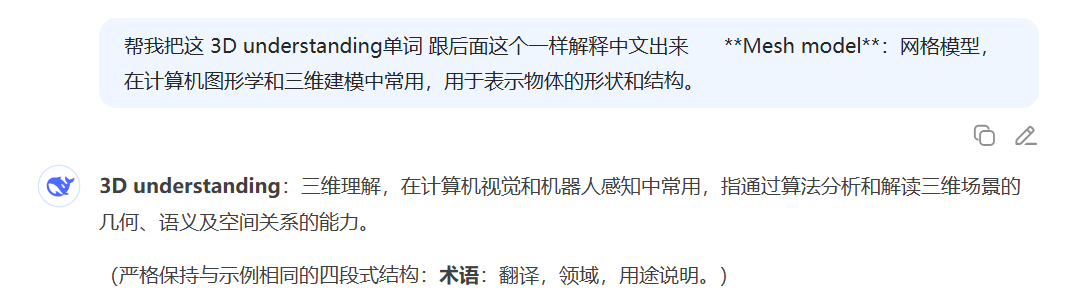 帮我把这 3D understanding单词 跟后面这个一样解释中文出来 **Mesh model**：网格模型，
在计算机图形学和三维建模中常用，用于表示物体的形状和结构。
3D understanding：三维理解，在计算机视觉和机器人感知中常用，指通过算法分析和解读三维场景的
几何、语义及空间关系的能力。
（严格保持与示例相同的四段式结构：术语：翻译，领域，用途说明。）